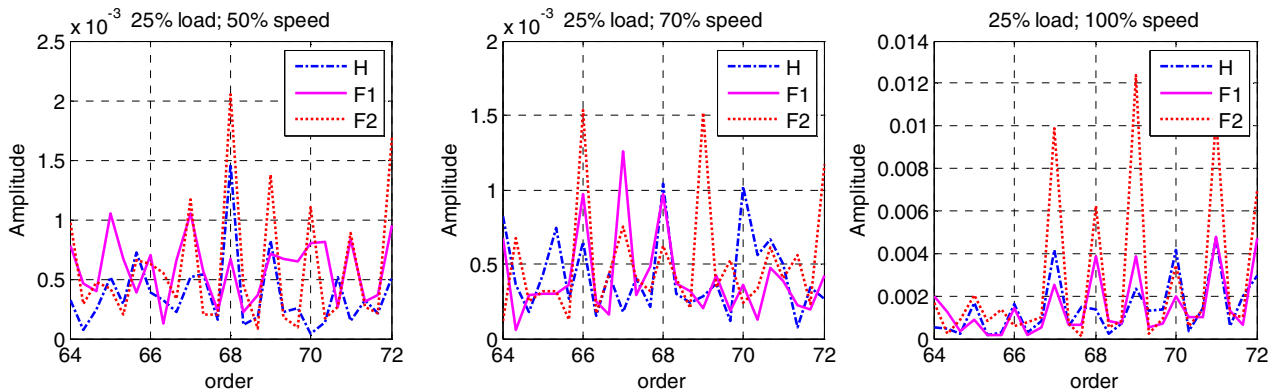 x 10⁻³ 25% load; 50% speed
2.5
2
1.5
1
0.5
0
Amplitude
64 66 68 70 72
order
H
F1
F2
x 10⁻³ 25% load; 70% speed
2
1.5
1
0.5
0
Amplitude
64 66 68 70 72
order
H
F1
F2
25% load; 100% speed
0.014
0.012
0.01
0.008
0.006
0.004
0.002
0
Amplitude
64 66 68 70 72
order
H
F1
F2